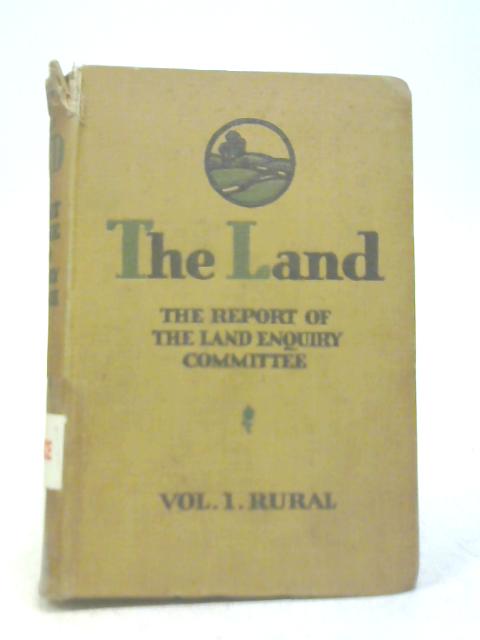 The Land
THE REPORT OF
THE LAND ENQUIRY
COMMITTEE
VOL. 1. RURAL